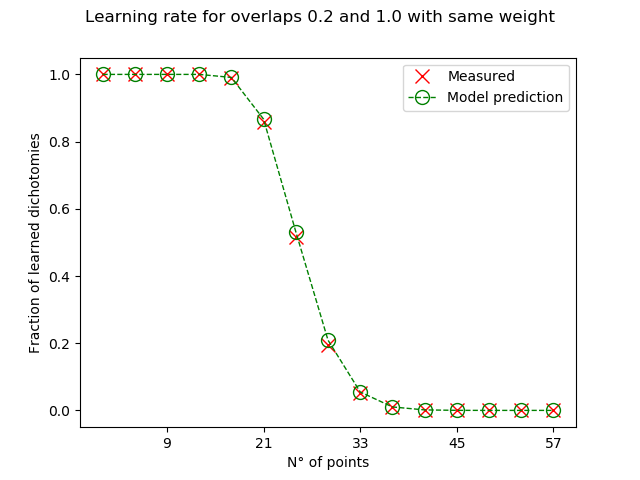 Learning rate for overlaps 0.2 and 1.0 with same weight
Measured
Model prediction
1.0
0.8
0.6
0.4
0.2
0.0
Fraction of learned dichotomies
9 21 33 45 57
N° of points